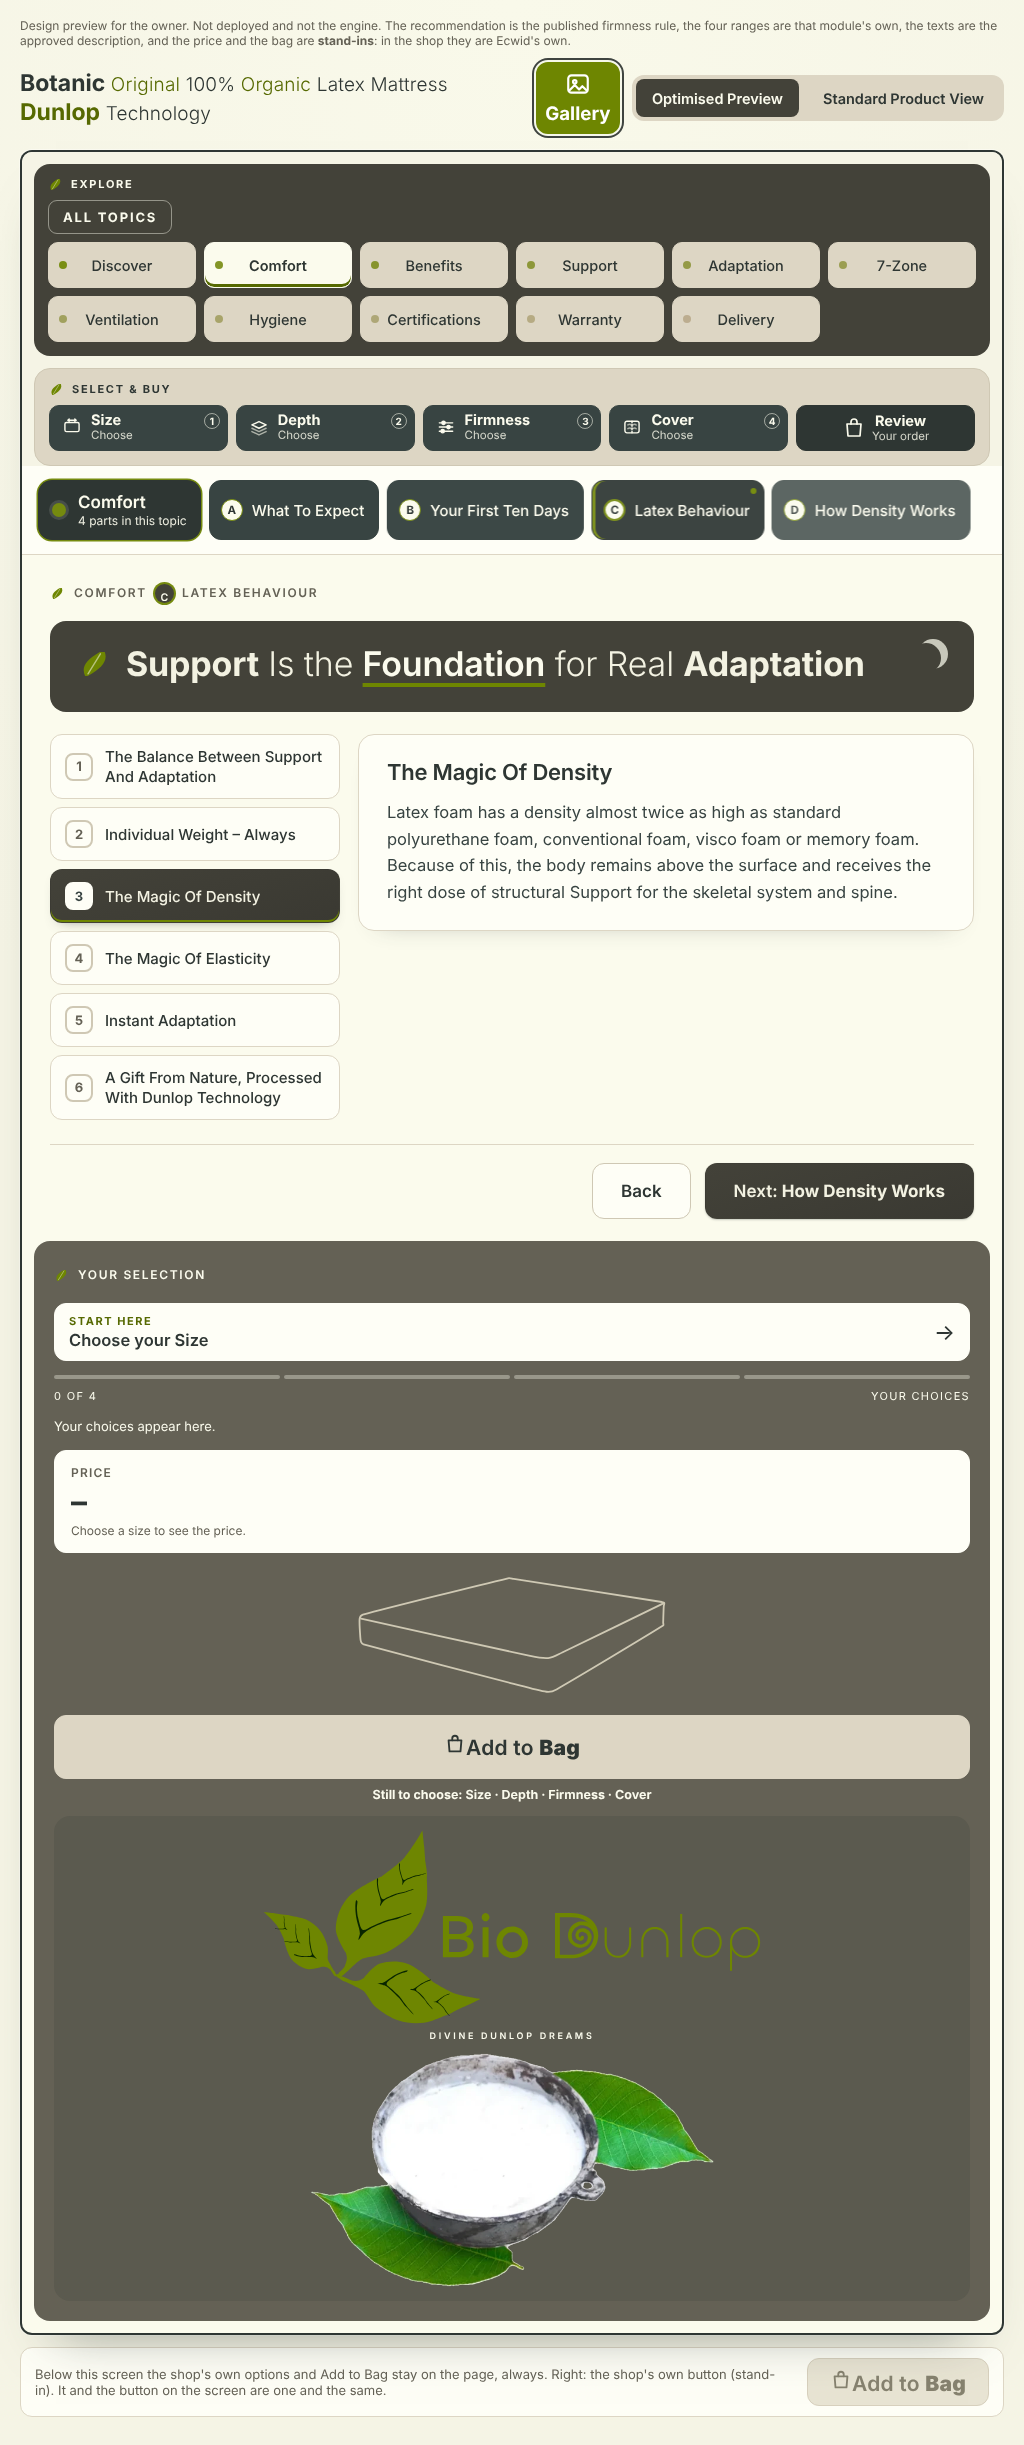 Design preview for the owner. Not deployed and not the engine. The recommendation is the published firmness rule, the four ranges are that module's own, the texts are the
approved description, and the price and the bag are stand-ins: in the shop they are Ecwid's own.
Botanic Original 100% Organic Latex Mattress
Dunlop Technology
Gallery
Optimised Preview
Standard Product View
EXPLORE
ALL TOPICS
Discover
Comfort
Benefits
Support
Adaptation
7-Zone
Ventilation
Hygiene
Certifications
Warranty
Delivery
SELECT & BUY
Size
Choose
1
Depth
Choose
2
Firmness
Choose
3
Cover
Choose
4
Review
Your order
Comfort
4 parts in this topic
A What To Expect
B Your First Ten Days
C Latex Behaviour
D How Density Works
COMFORT C LATEX BEHAVIOUR
Support Is the Foundation for Real Adaptation
1 The Balance Between Support
And Adaptation
2 Individual Weight – Always
3 The Magic Of Density
4 The Magic Of Elasticity
5 Instant Adaptation
6 A Gift From Nature, Processed
With Dunlop Technology
The Magic Of Density
Latex foam has a density almost twice as high as standard
polyurethane foam, conventional foam, visco foam or memory foam.
Because of this, the body remains above the surface and receives the
right dose of structural Support for the skeletal system and spine.
Back
Next: How Density Works
YOUR SELECTION
START HERE
Choose your Size
0 OF 4
YOUR CHOICES
Your choices appear here.
PRICE
–
Choose a size to see the price.
Add to Bag
Still to choose: Size · Depth · Firmness · Cover
Bio Dunlop
DIVINE DUNLOP DREAMS
Below this screen the shop's own options and Add to Bag stay on the page, always. Right: the shop's own button (stand-
in). It and the button on the screen are one and the same.
Add to Bag